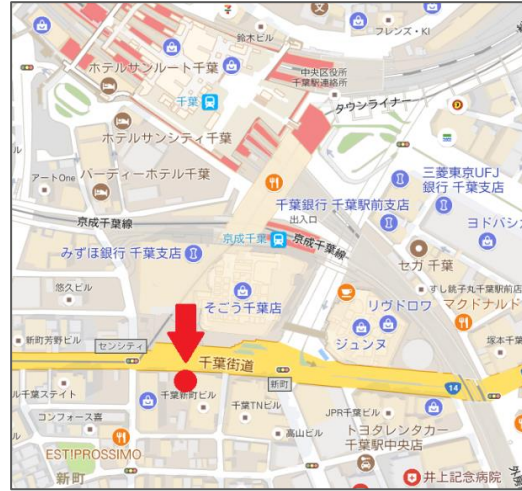 鈴木ビル
フレンズ・KI
ホテルサンルート千葉
中央区役所
千葉駅連絡所
千葉
タウンライナー
ホテルサンシティ千葉
三菱東京UFJ
銀行 千葉支店
アートOne
パーティーホテル千葉
千葉銀行 千葉駅前支店
出入口
ヨドバシカ
京成千葉線
京成千葉
京成千葉線
みずほ銀行 千葉支店
セガ 千葉
すし銚子丸千葉駅前店
悠久ビル
そごう千葉店
リヴドロワ
マクドナルド
新町芳野ビル
センシティ
ジュンヌ
塚本千葉
千葉街道
新町
14
ル千葉ステイト
千葉新町ビル
千葉TNビル
JPR千葉ビル
コンフォース喜
高山ビル
トヨタレンタカー
千葉駅中央店
EST!PROSSIMO
新町
井上記念病院